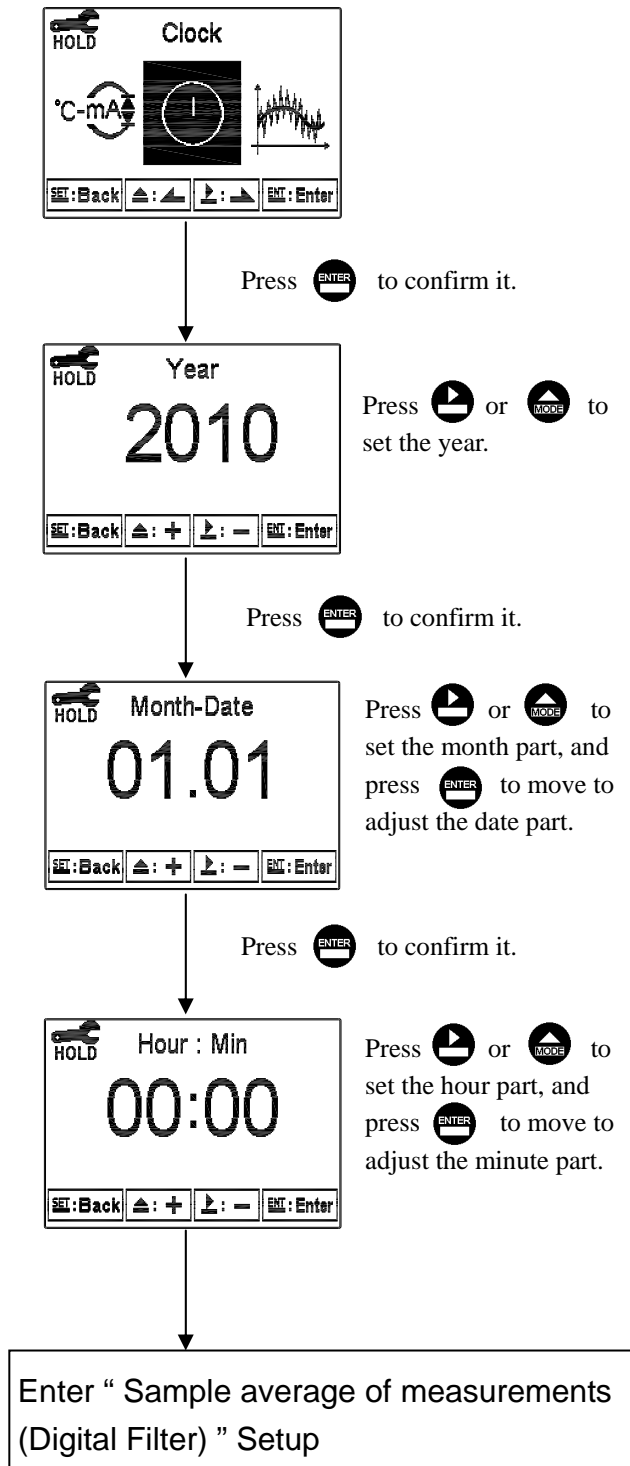 HOLD
Clock
°C-mA
SET:Back ▲: ▶: ENT:Enter
Press ENTER to confirm it.
HOLD
Year
2010
Press or MODE to
set the year.
SET:Back ▲: + ▶: - ENT:Enter
Press ENTER to confirm it.
HOLD
Month-Date
01.01
Press or MODE to
set the month part, and
press ENTER to move to
adjust the date part.
SET:Back ▲: + ▶: - ENT:Enter
Press ENTER to confirm it.
HOLD
Hour : Min
00:00
Press or MODE to
set the hour part, and
press ENTER to move to
adjust the minute part.
SET:Back ▲: + ▶: - ENT:Enter
Enter “ Sample average of measurements
(Digital Filter) ” Setup